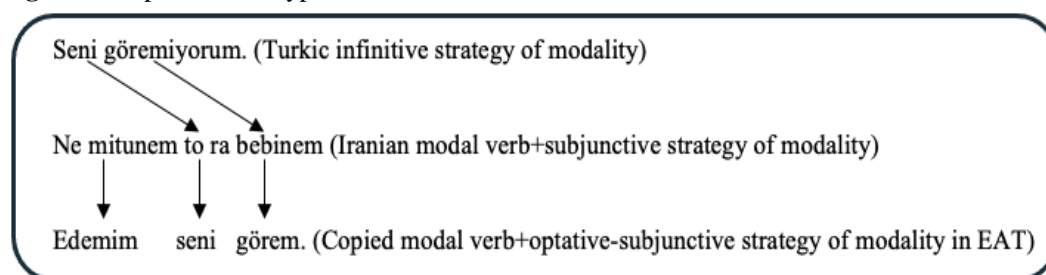 Seni göremiyorum. (Turkic infinitive strategy of modality)
Ne mitunem to ra bebinem (Iranian modal verb+subjunctive strategy of modality)
Edemim seni görem. (Copied modal verb+optative-subjunctive strategy of modality in EAT)